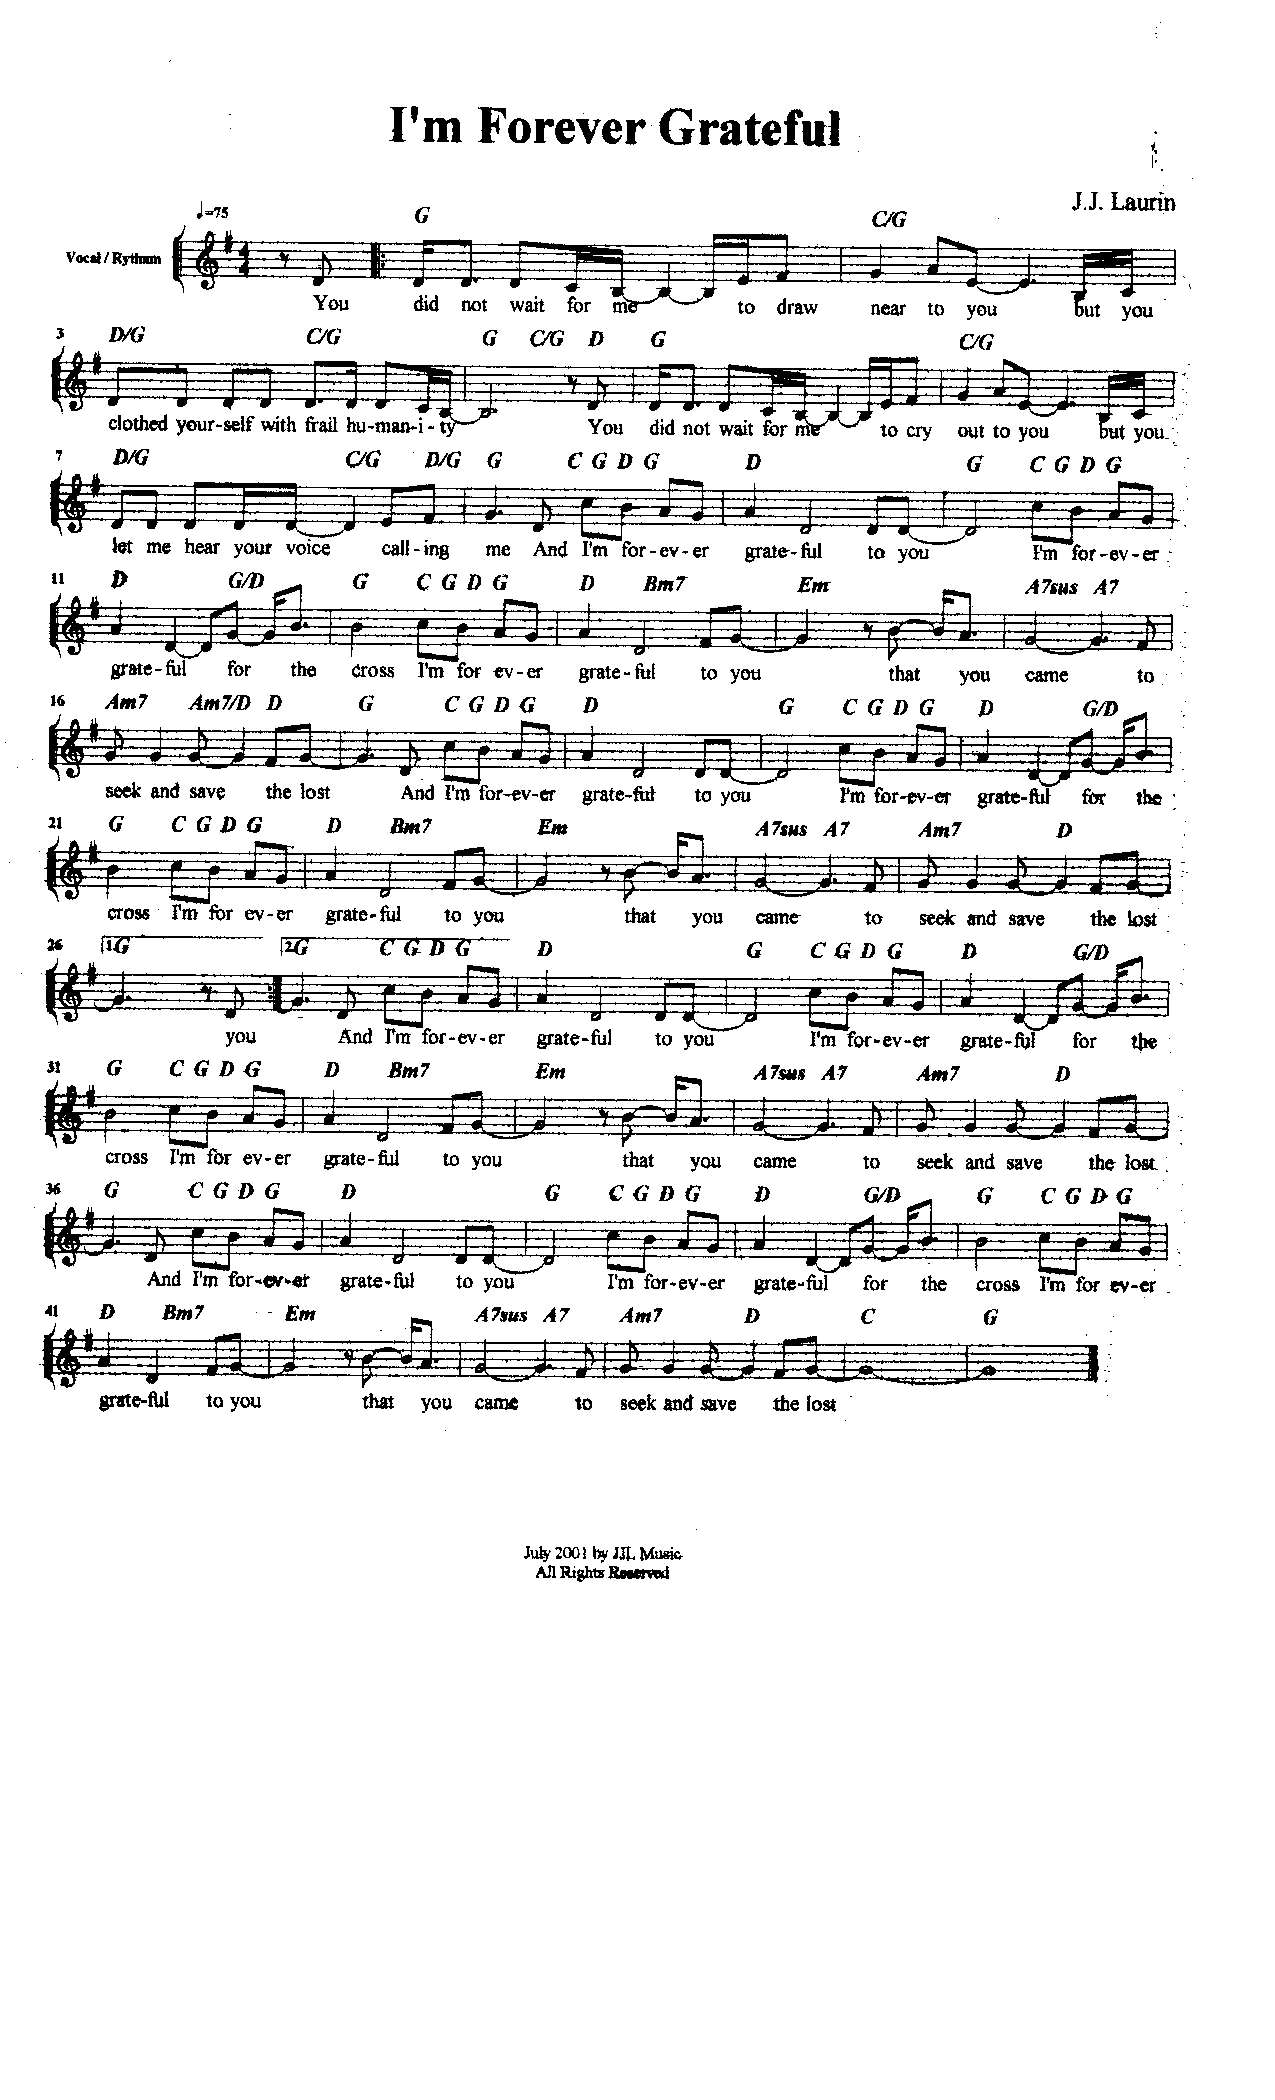 I'm Forever Grateful
J.J. Laurin
♩=75
G C/G
Vocal / Rythum
4 4
You did not wait for me to draw near to you but you
3 D/G C/G G C/G D G C/G
clothed your-self with frail hu-man-i-ty You did not wait for me to cry out to you but you
7 D/G C/G D/G G C G D G D G C G D G
let me hear your voice call-ing me And I'm for-ev-er grate-ful to you I'm for-ev-er
11 D G/D G C G D G D Bm7 Em A7sus A7
grate-ful for the cross I'm for ev-er grate-ful to you that you came to
16 Am7 Am7/D D G C G D G D G C G D G D G/D
seek and save the lost And I'm for-ev-er grate-ful to you I'm for-ev-er grate-ful for the
21 G C G D G D Bm7 Em A7sus A7 Am7 D
cross I'm for ev-er grate-ful to you that you came to seek and save the lost
26 1. G 2. G C G D G D G C G D G D G/D
you And I'm for-ev-er grate-ful to you I'm for-ev-er grate-ful for the
31 G C G D G D Bm7 Em A7sus A7 Am7 D
cross I'm for ev-er grate-ful to you that you came to seek and save the lost
36 G C G D G D G C G D G D G/D G C G D G
And I'm for-ev-er grate-ful to you I'm for-ev-er grate-ful for the cross I'm for ev-er
41 D Bm7 Em A7sus A7 Am7 D C G
grate-ful to you that you came to seek and save the lost
July 2001 by JJL Music
All Rights Reserved